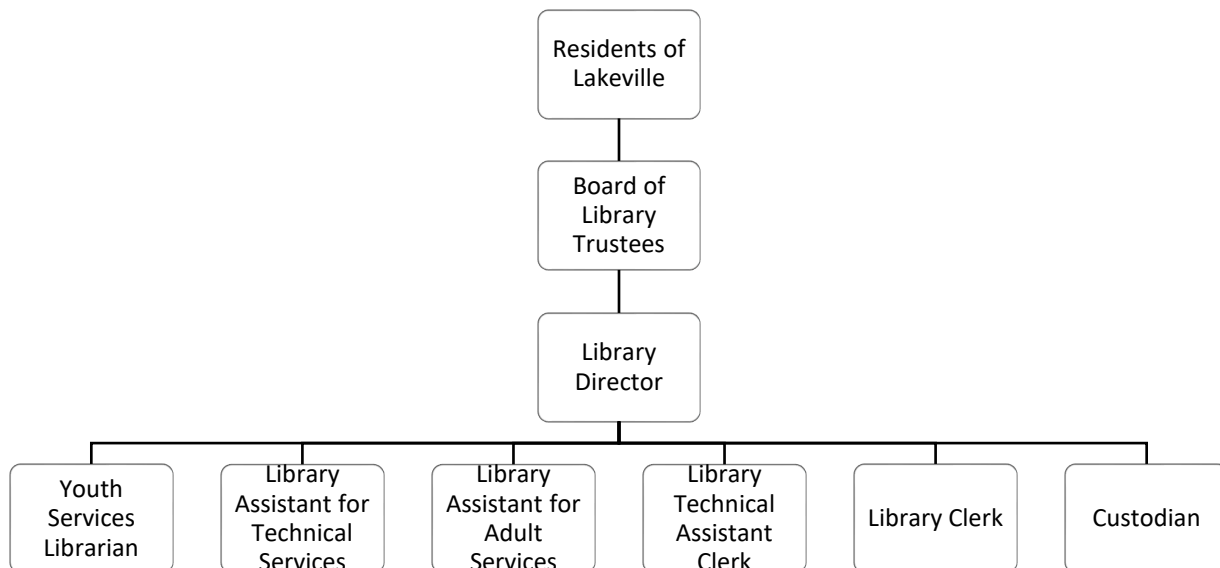 Residents of
Lakeville
Board of
Library
Trustees
Library
Director
Youth
Services
Librarian
Library
Assistant for
Technical
Services
Library
Assistant for
Adult
Services
Library
Technical
Assistant
Clerk
Library Clerk
Custodian